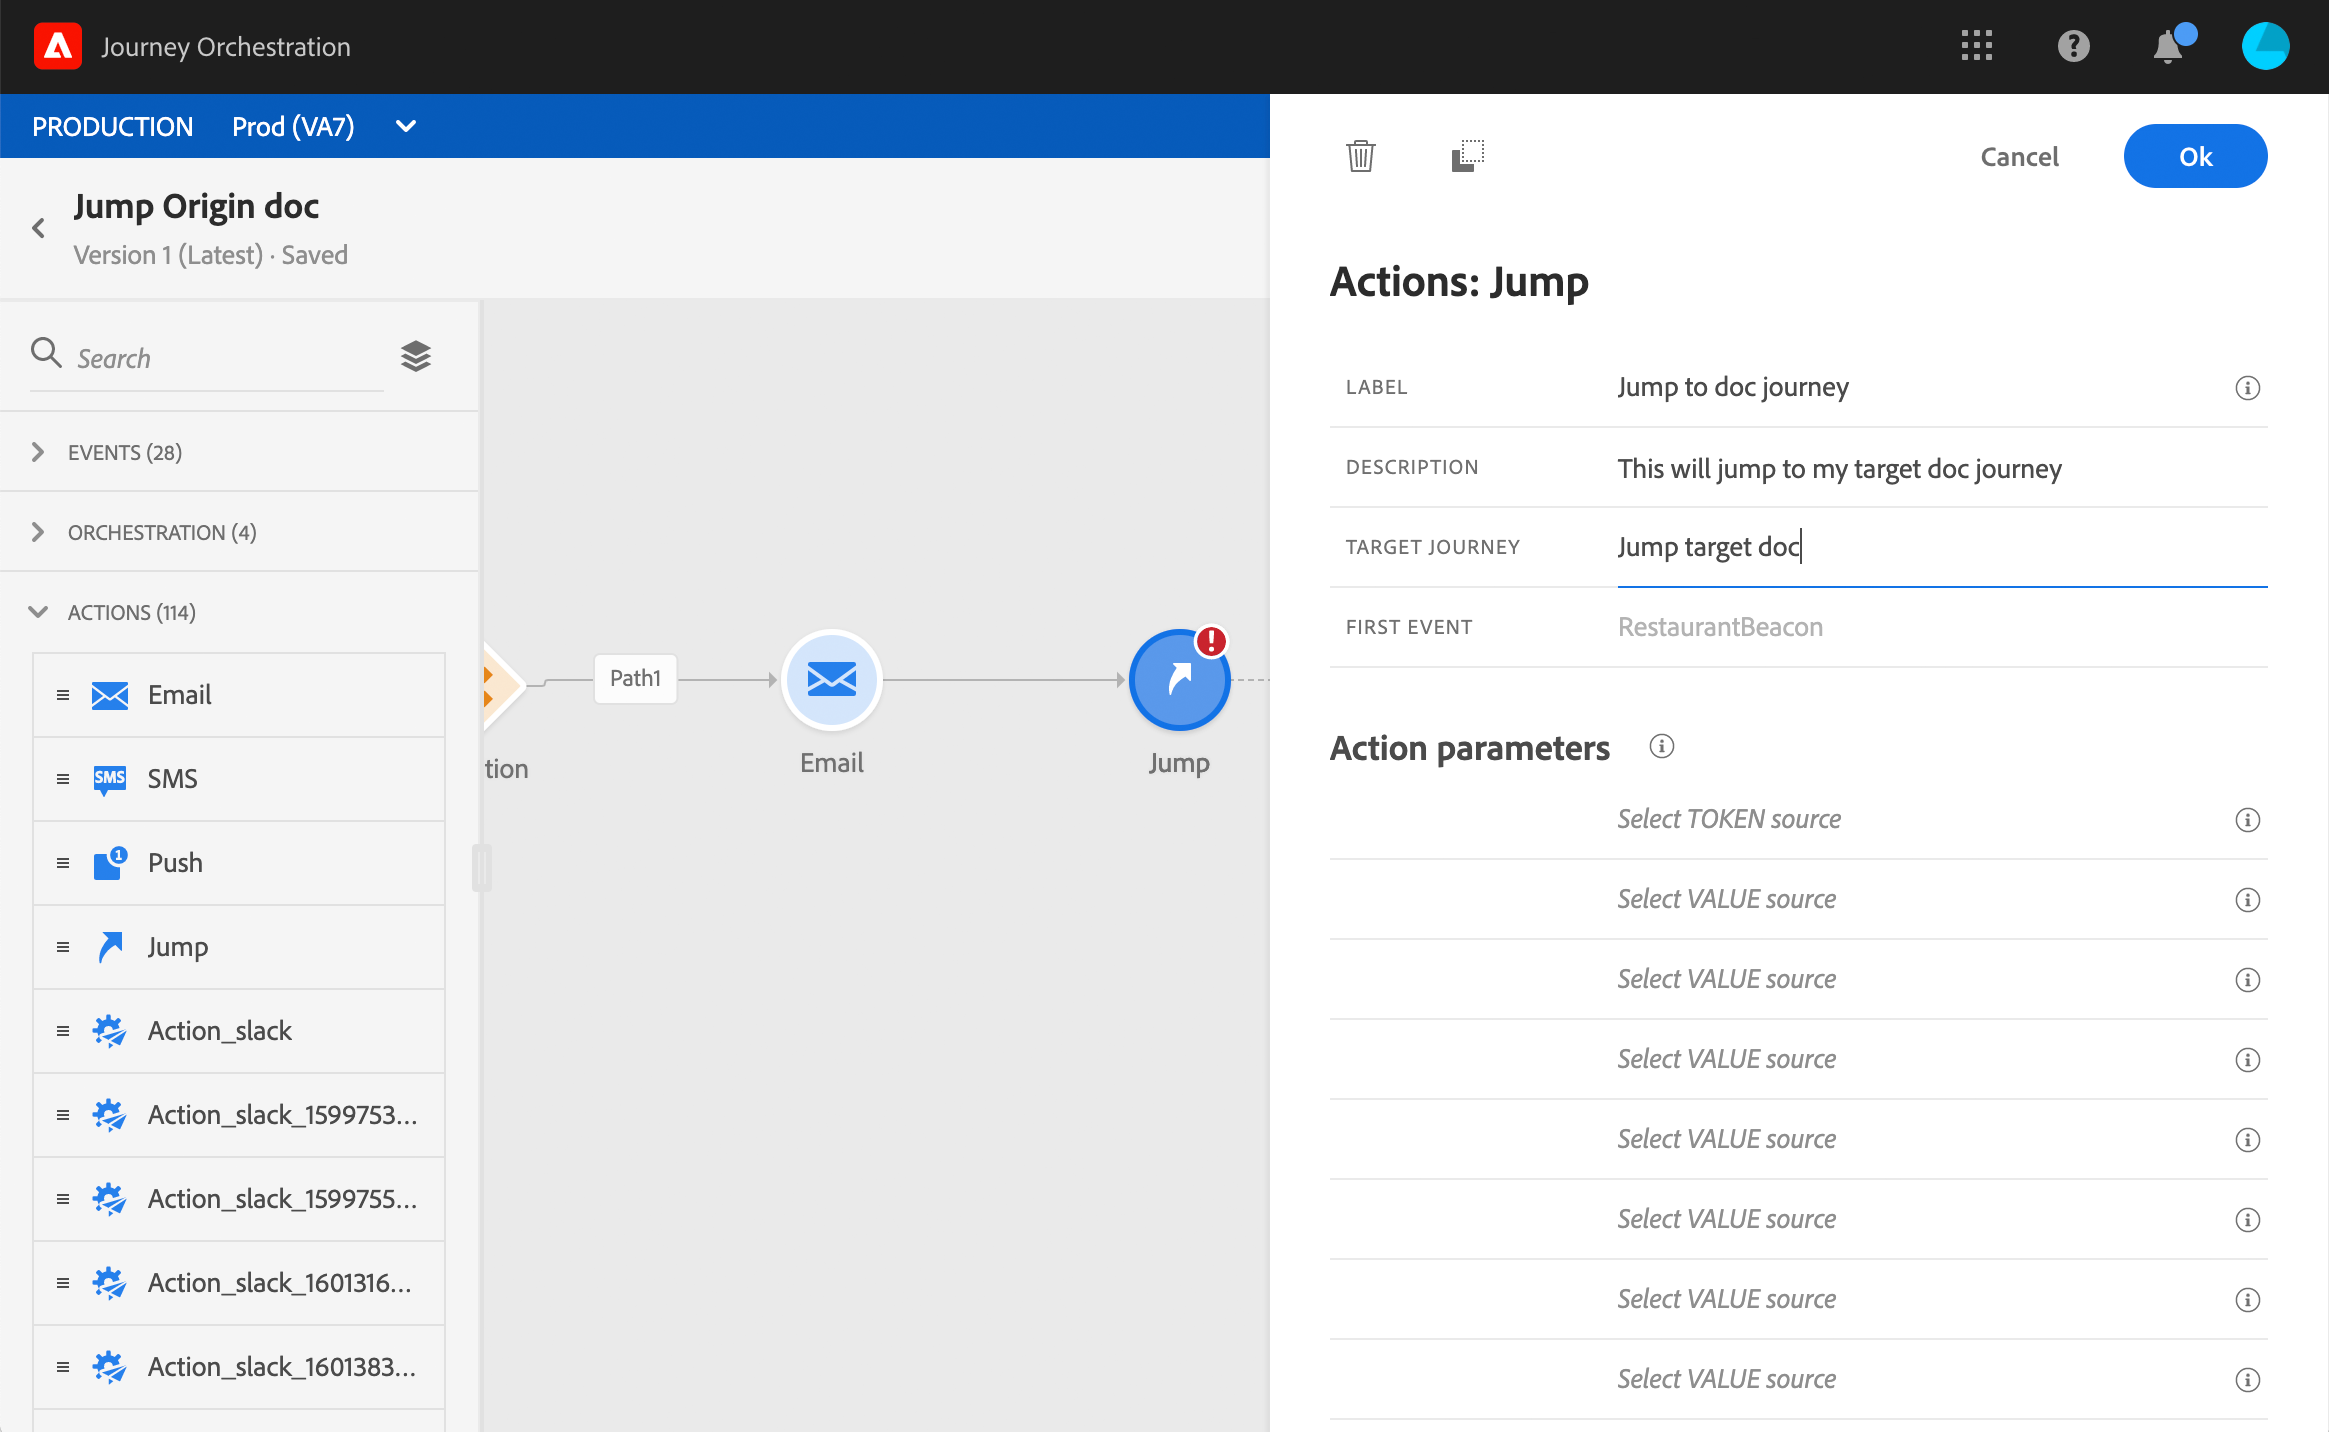 Journey Orchestration
PRODUCTION Prod (VA7)
Cancel
Ok
Jump Origin doc
Version 1 (Latest) · Saved
Search
EVENTS (28)
ORCHESTRATION (4)
ACTIONS (114)
Email
SMS
SMS
1
Push
Jump
Action_slack
Action_slack_1599753...
Action_slack_1599755...
Action_slack_1601316...
Action_slack_1601383...
tion
Path1
Email
Jump
Actions: Jump
LABEL Jump to doc journey
DESCRIPTION This will jump to my target doc journey
TARGET JOURNEY Jump target doc
FIRST EVENT RestaurantBeacon
Action parameters
Select TOKEN source
Select VALUE source
Select VALUE source
Select VALUE source
Select VALUE source
Select VALUE source
Select VALUE source
Select VALUE source